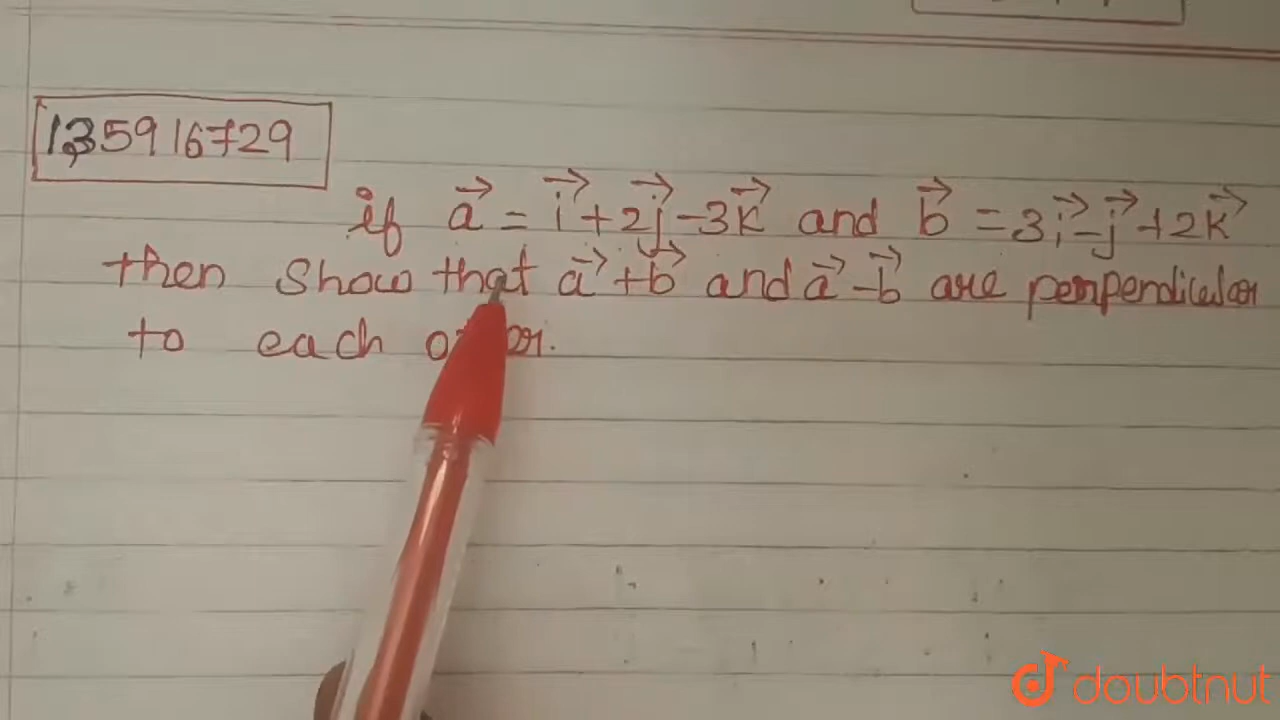 135916729
if a⃗ = i⃗ + 2j⃗ - 3k⃗ and b⃗ = 3i⃗ - j⃗ + 2k⃗
then show that a⃗ + b⃗ and a⃗ - b⃗ are perpendicular
to each
doubtnut